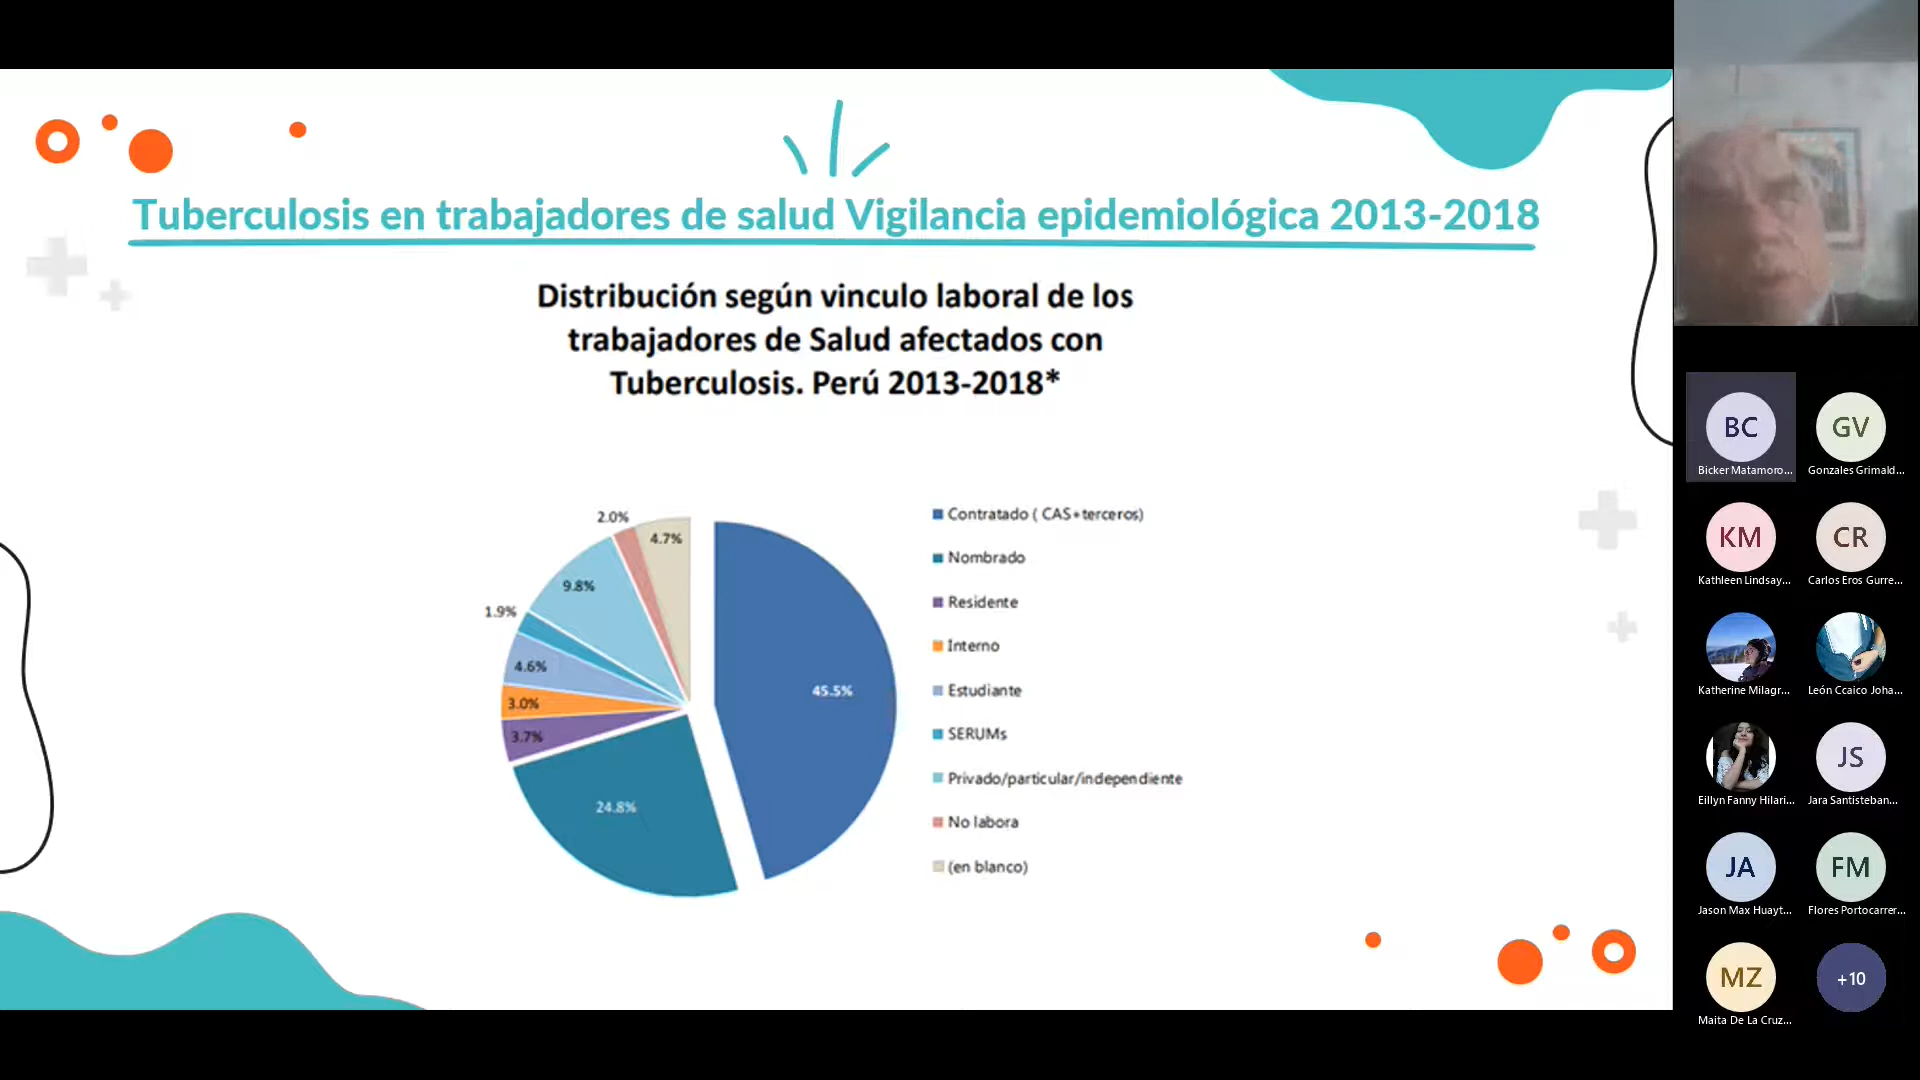 Tuberculosis en trabajadores de salud Vigilancia epidemiológica 2013-2018
Distribución según vinculo laboral de los
trabajadores de Salud afectados con
Tuberculosis. Perú 2013-2018*
2.0%
4.7%
9.8%
1.9%
4.6%
3.0%
3.7%
24.8%
45.5%
Contratado ( CAS+terceros)
Nombrado
Residente
Interno
Estudiante
SERUMs
Privado/particular/independiente
No labora
(en blanco)
BC
Bicker Matamoro...
GV
Gonzales Grimald...
KM
Kathleen Lindsay...
CR
Carlos Eros Gurre...
Katherine Milagr...
León Ccaico Joha...
Eillyn Fanny Hilari...
JS
Jara Santisteban...
JA
Jason Max Huayt...
FM
Flores Portocarrer...
MZ
Maita De La Cruz...
+10